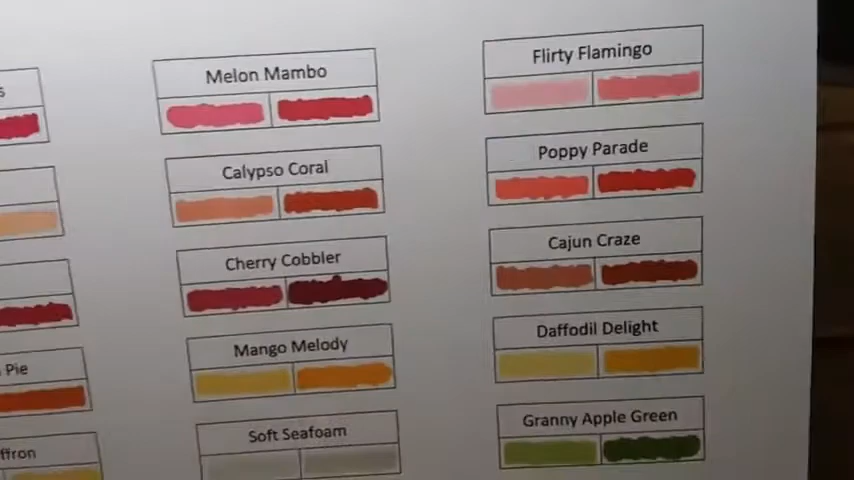 Melon Mambo
Flirty Flamingo
Calypso Coral
Poppy Parade
Cherry Cobbler
Cajun Craze
Pie
Mango Melody
Daffodil Delight
ffron
Soft Seafoam
Granny Apple Green